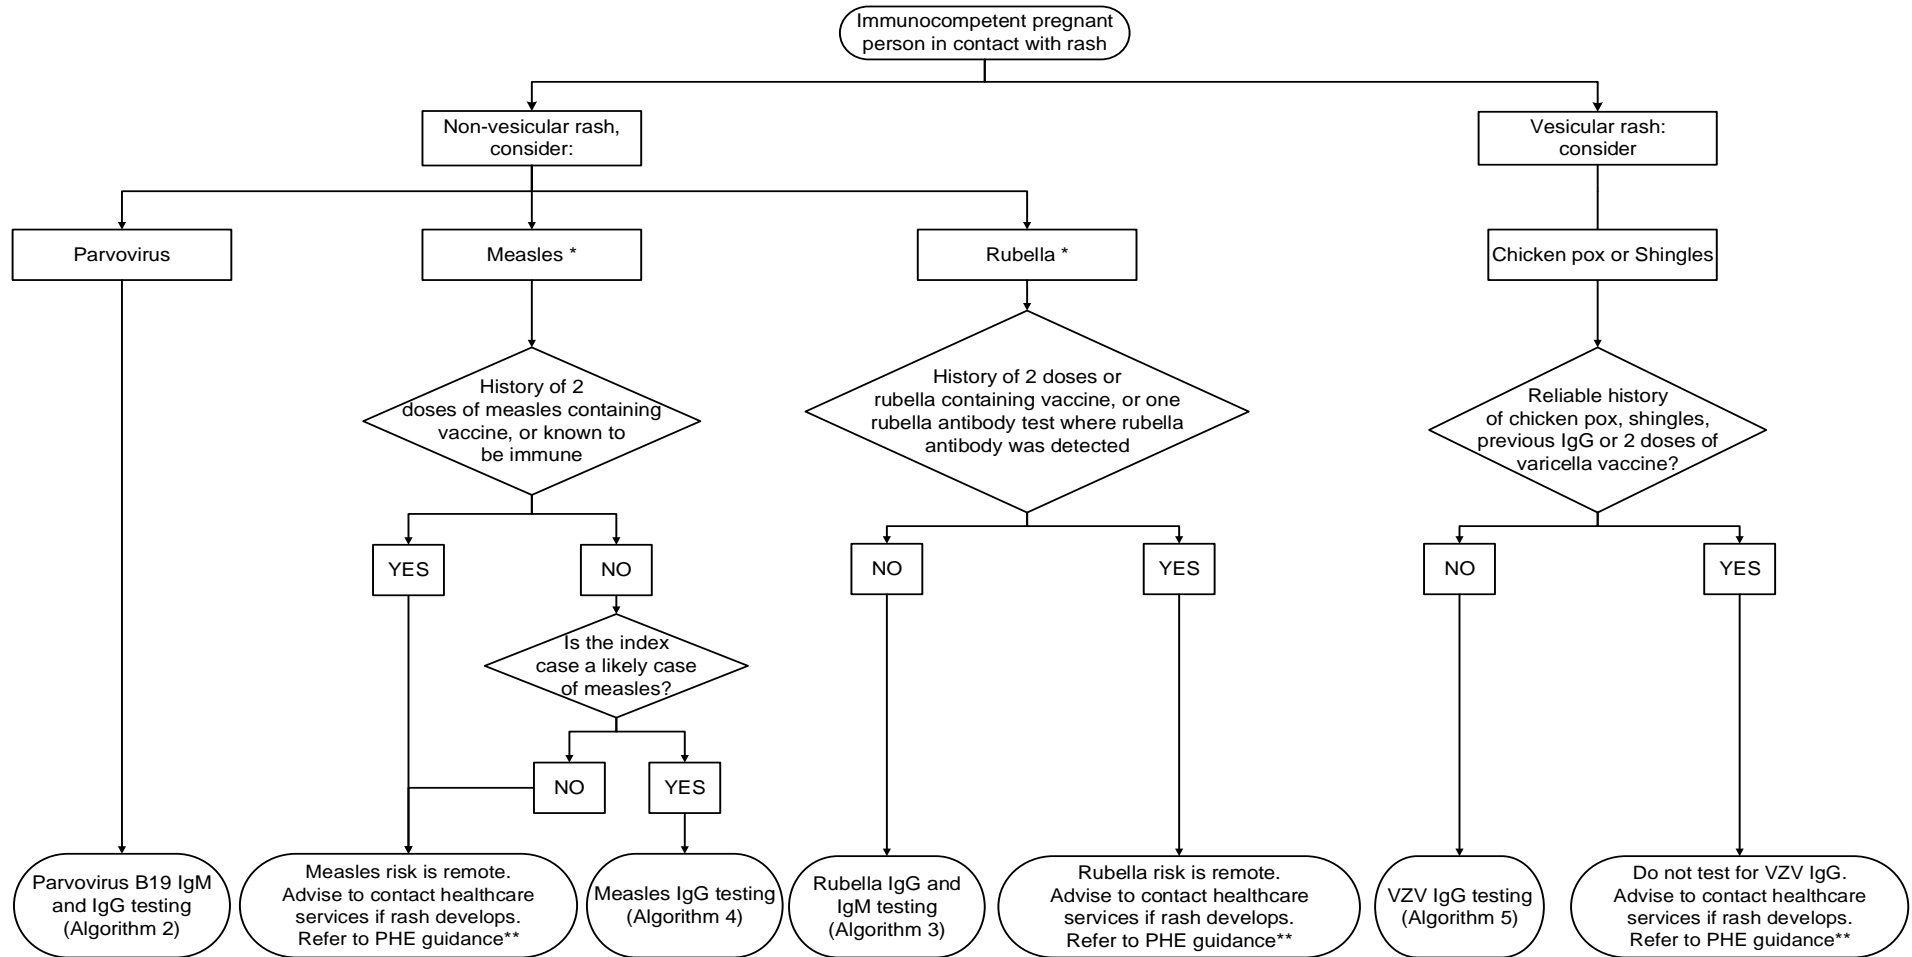 Immunocompetent pregnant
person in contact with rash
Non-vesicular rash,
consider:
Vesicular rash:
consider
Parvovirus
Measles *
Rubella *
Chicken pox or Shingles
History of 2
doses of measles containing
vaccine, or known to
be immune
History of 2 doses or
rubella containing vaccine, or one
rubella antibody test where rubella
antibody was detected
Reliable history
of chicken pox, shingles,
previous IgG or 2 doses of
varicella vaccine?
YES
NO
NO
YES
NO
YES
Is the index
case a likely case
of measles?
NO
YES
Parvovirus B19 IgM
and IgG testing
(Algorithm 2)
Measles risk is remote.
Advise to contact healthcare
services if rash develops.
Refer to PHE guidance**
Measles IgG testing
(Algorithm 4)
Rubella IgG and
IgM testing
(Algorithm 3)
Rubella risk is remote.
Advise to contact healthcare
services if rash develops.
Refer to PHE guidance**
VZV IgG testing
(Algorithm 5)
Do not test for VZV IgG.
Advise to contact healthcare
services if rash develops.
Refer to PHE guidance**